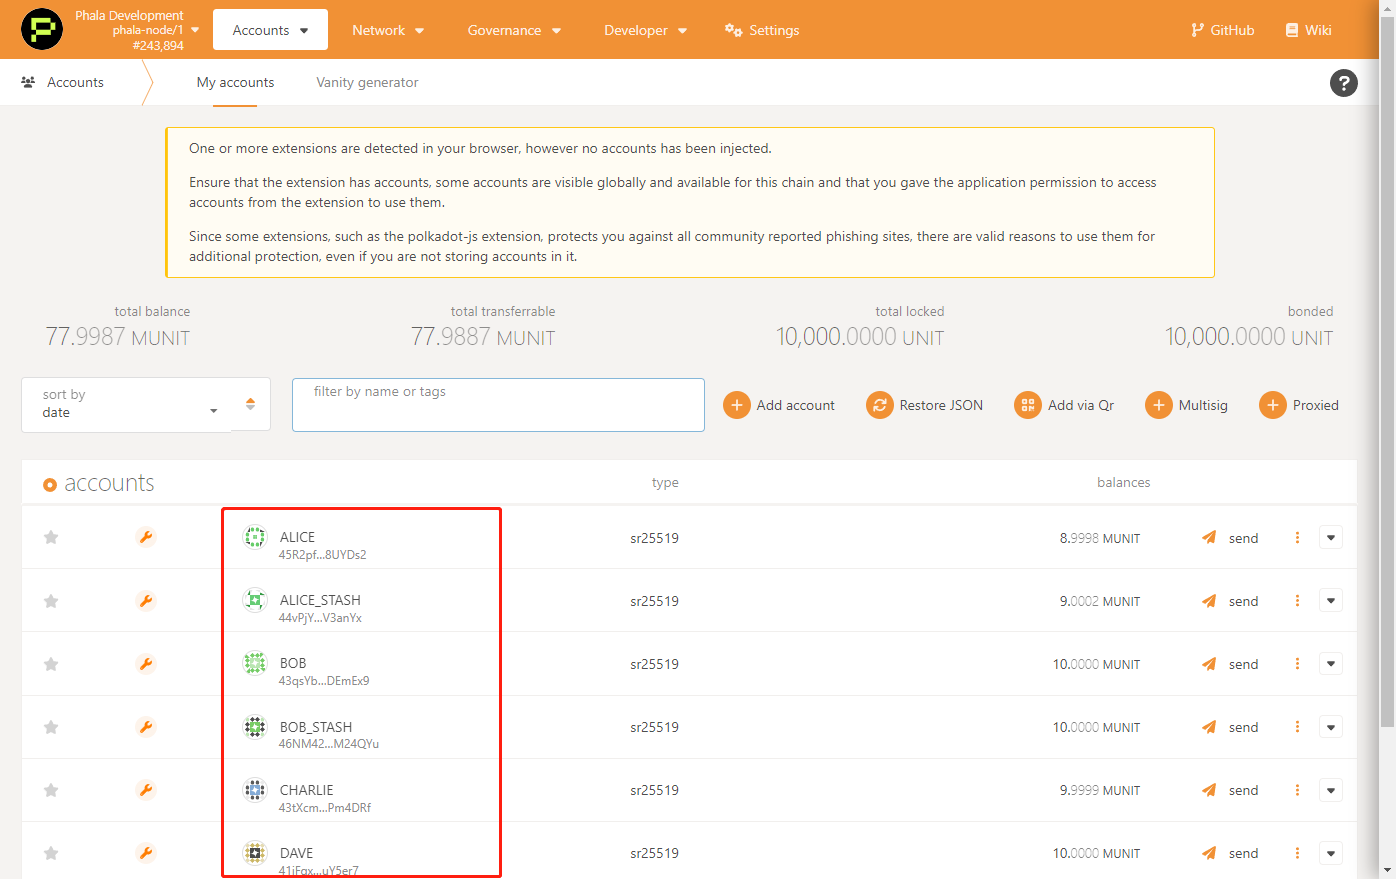 Phala Development
phala-node/1
#243,894
Accounts
Network
Governance
Developer
Settings
GitHub
Wiki
Accounts
My accounts
Vanity generator
?
One or more extensions are detected in your browser, however no accounts has been injected.
Ensure that the extension has accounts, some accounts are visible globally and available for this chain and that you gave the application permission to access
accounts from the extension to use them.
Since some extensions, such as the polkadot-js extension, protects you against all community reported phishing sites, there are valid reasons to use them for
additional protection, even if you are not storing accounts in it.
total balance
77.9987 MUNIT
total transferrable
77.9887 MUNIT
total locked
10,000.0000 UNIT
bonded
10,000.0000 UNIT
sort by
date
filter by name or tags
Add account
Restore JSON
Add via Qr
Multisig
Proxied
accounts
type
balances
ALICE
45R2pf...8UYDs2
sr25519
8.9998 MUNIT
send
ALICE_STASH
44vPjY...V3anYx
sr25519
9.0002 MUNIT
send
BOB
43qsYb...DEmEx9
sr25519
10.0000 MUNIT
send
BOB_STASH
46NM42...M24QYu
sr25519
10.0000 MUNIT
send
CHARLIE
43tXcm...Pm4DRf
sr25519
9.9999 MUNIT
send
DAVE
sr25519
10.0000 MUNIT
send